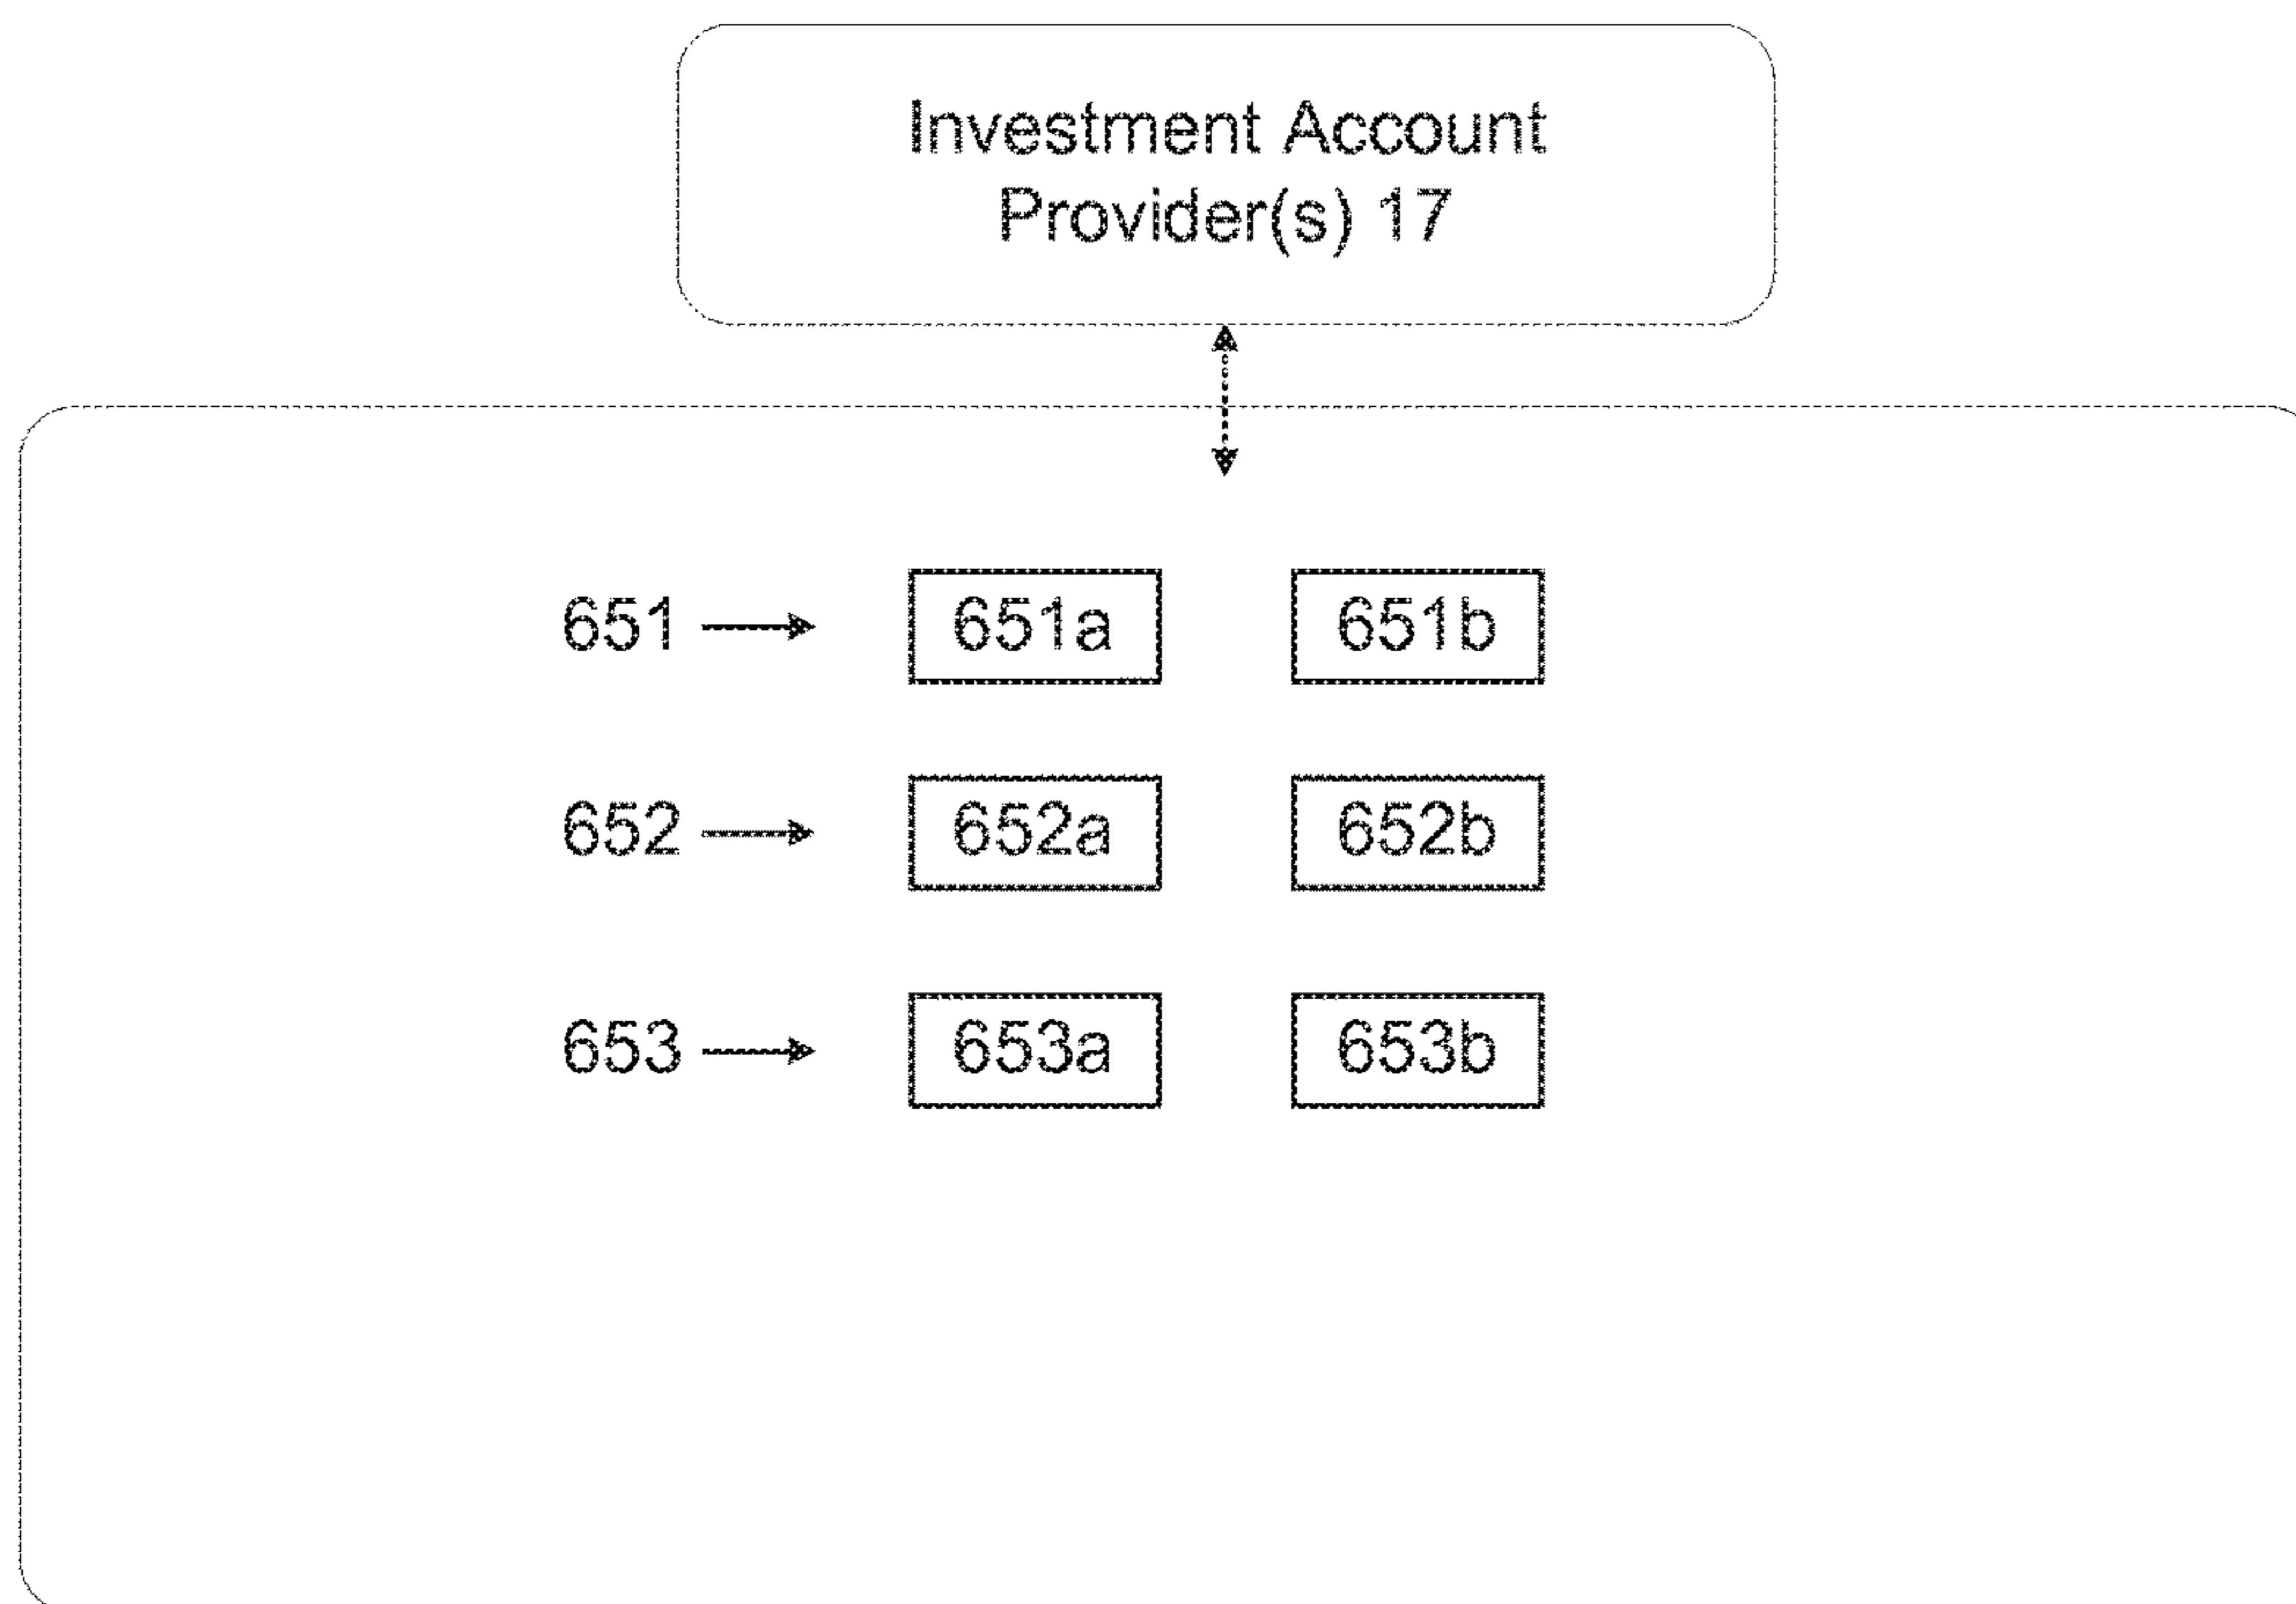 Investment Account
Provider(s) 17
651 651a 651b
652 652a 652b
653 653a 653b